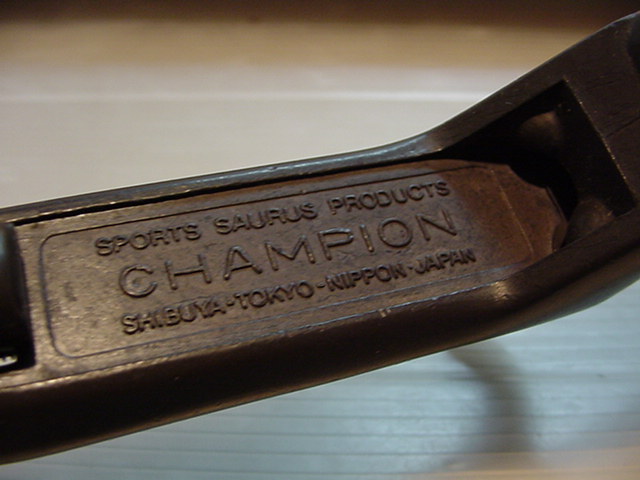 SPORTS SAURUS PRODUCTS
CHAMPION
SHIBUYA-TOKYO-NIPPON-JAPAN